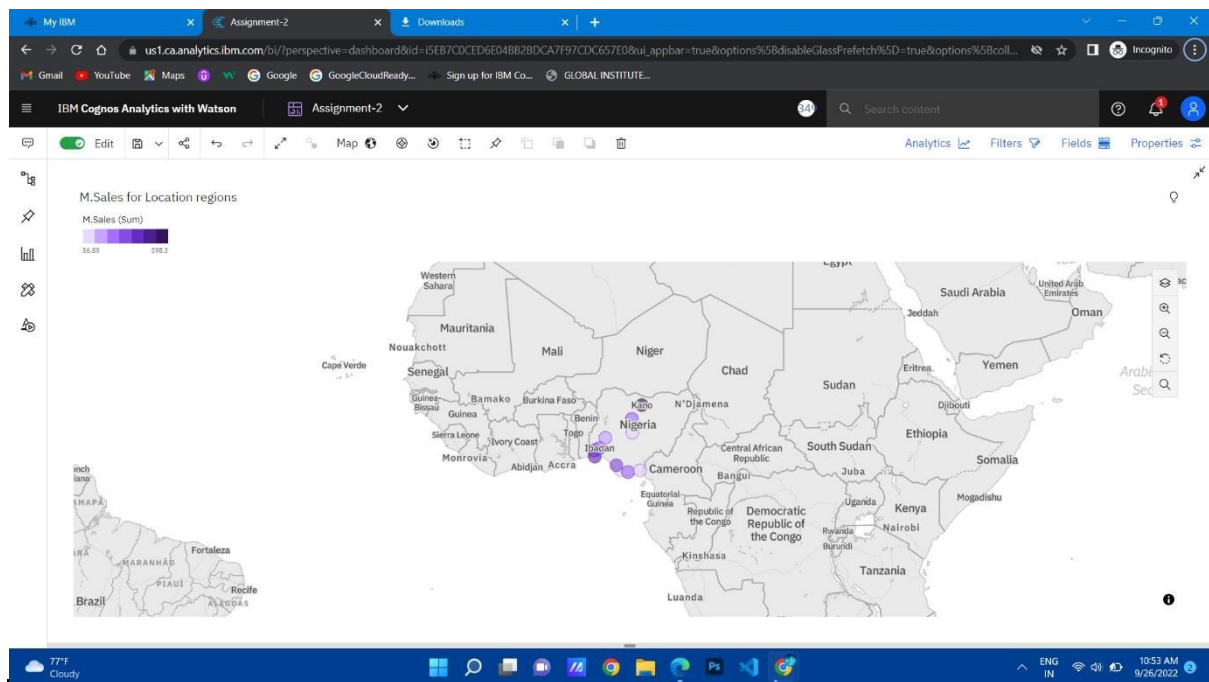 My IBM
Assignment-2
Downloads
us1.ca.analytics.ibm.com/bi/?perspective=dashboard&id=i5EB7C0CED6E04BB2BDCA7F97CDC657E0&ui_appbar=true&options%5BdisableGlassPrefetch%5D=true&options%5Bcoll...
Incognito
Gmail YouTube Maps Google GoogleCloudReady... Sign up for IBM Co... GLOBAL INSTITUTE...
IBM Cognos Analytics with Watson
Assignment-2
Search content
Edit
Map
Analytics
Filters
Fields
Properties
M.Sales for Location regions
M.Sales (Sum)
Western
Sahara
Saudi Arabia
United Arab
Emirates
Jeddah
Oman
Mauritania
Nouakchott
Mali
Niger
Cape Verde
Senegal
Chad
Eritrea
Yemen
Sudan
Guinea-
Bissau
Bamako
Burkina Faso
Kano
N'Djamena
Djibouti
Guinea
Benin
Nigeria
Sierra Leone
Ivory Coast
Togo
Ethiopia
Ibadan
Central African
Republic
South Sudan
Monrovia
Abidjan
Accra
Cameroon
Bangui
Juba
Somalia
Equatorial
Guinea
Republic of
the Congo
Democratic
Republic of
the Congo
Uganda
Kenya
Mogadishu
Rwanda
Nairobi
Burundi
Kinshasa
Tanzania
Luanda
Fortaleza
MARANHÃO
PIAUÍ
Recife
Brazil
ALAGOAS
77°F
Cloudy
ENG
IN
10:53 AM
9/26/2022